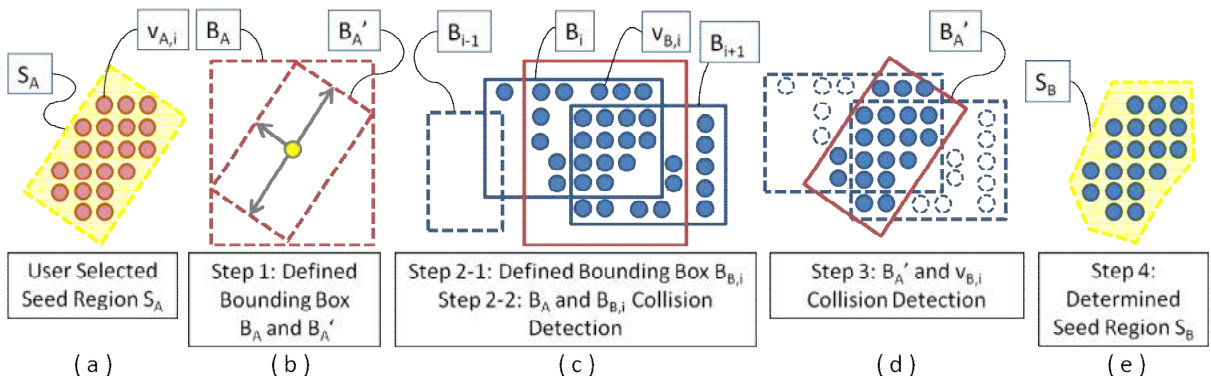 S_A
v_A,i
B_A
B_A′
B_i-1
B_i
v_B,i
B_i+1
B_A′
S_B
User Selected
Seed Region S_A
Step 1: Defined
Bounding Box
B_A and B_A′
Step 2-1: Defined Bounding Box B_B,i
Step 2-2: B_A and B_B,i Collision
Detection
Step 3: B_A′ and v_B,i
Collision Detection
Step 4:
Determined
Seed Region S_B
( a )
( b )
( c )
( d )
( e )